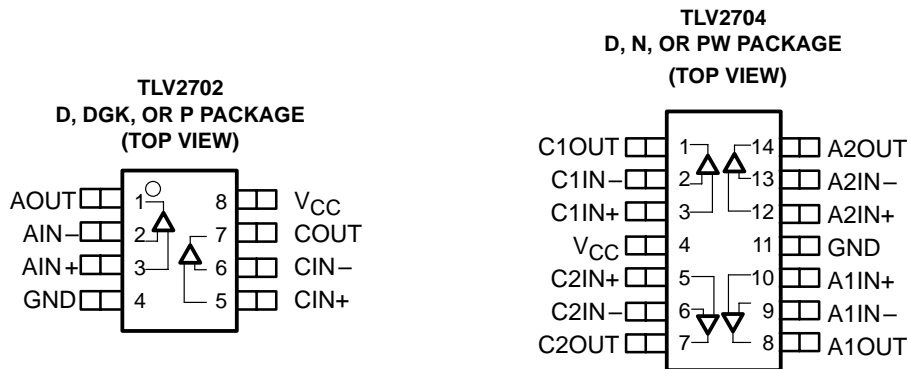 TLV2702
D, DGK, OR P PACKAGE
(TOP VIEW)
AOUT 1 8 VCC
AIN− 2 7 COUT
AIN+ 3 6 CIN−
GND 4 5 CIN+
TLV2704
D, N, OR PW PACKAGE
(TOP VIEW)
C1OUT 1 14 A2OUT
C1IN− 2 13 A2IN−
C1IN+ 3 12 A2IN+
VCC 4 11 GND
C2IN+ 5 10 A1IN+
C2IN− 6 9 A1IN−
C2OUT 7 8 A1OUT